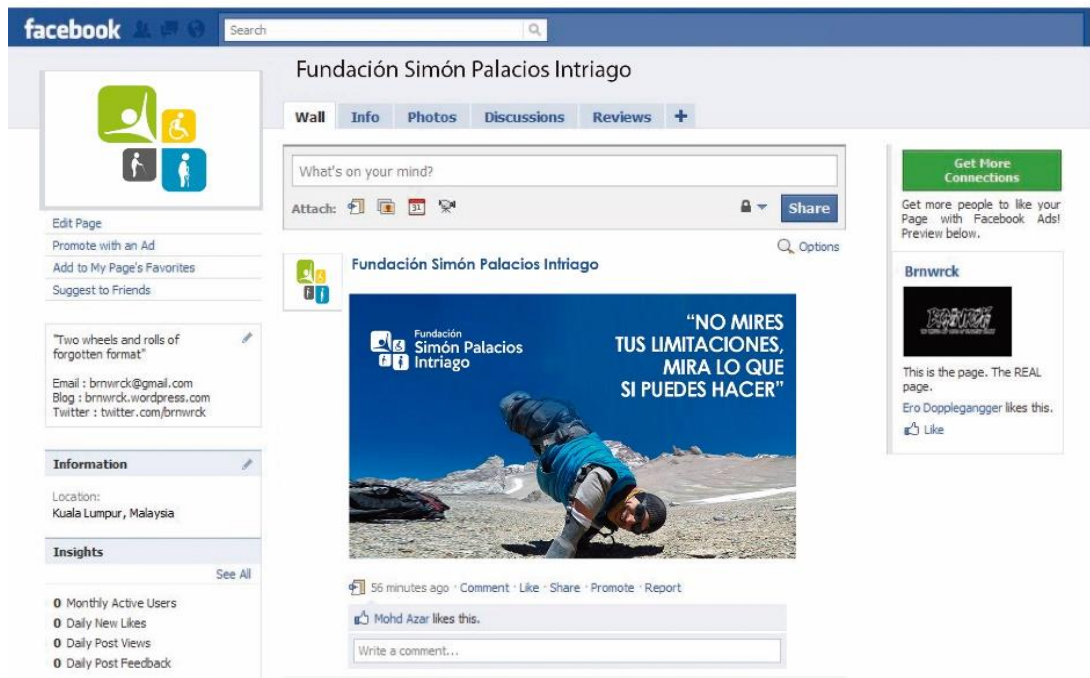 facebook
Search
Fundación Simón Palacios Intriago
Wall Info Photos Discussions Reviews +
What's on your mind?
Attach: 31 Share
Options
Edit Page
Promote with an Ad
Add to My Page's Favorites
Suggest to Friends
"Two wheels and rolls of
forgotten format"
Email : brnwrck@gmail.com
Blog : brnwrck.wordpress.com
Twitter : twitter.com/brnwrck
Information
Location:
Kuala Lumpur, Malaysia
Insights
See All
0 Monthly Active Users
0 Daily New Likes
0 Daily Post Views
0 Daily Post Feedback
Fundación Simón Palacios Intriago
Fundación
Simón Palacios
Intriago
“NO MIRES
TUS LIMITACIONES,
MIRA LO QUE
SI PUEDES HACER”
56 minutes ago · Comment · Like · Share · Promote · Report
Mohd Azar likes this.
Write a comment...
Get More
Connections
Get more people to like your
Page with Facebook Ads!
Preview below.
Brnwrck
This is the page. The REAL
page.
Ero Dopplegangger likes this.
Like